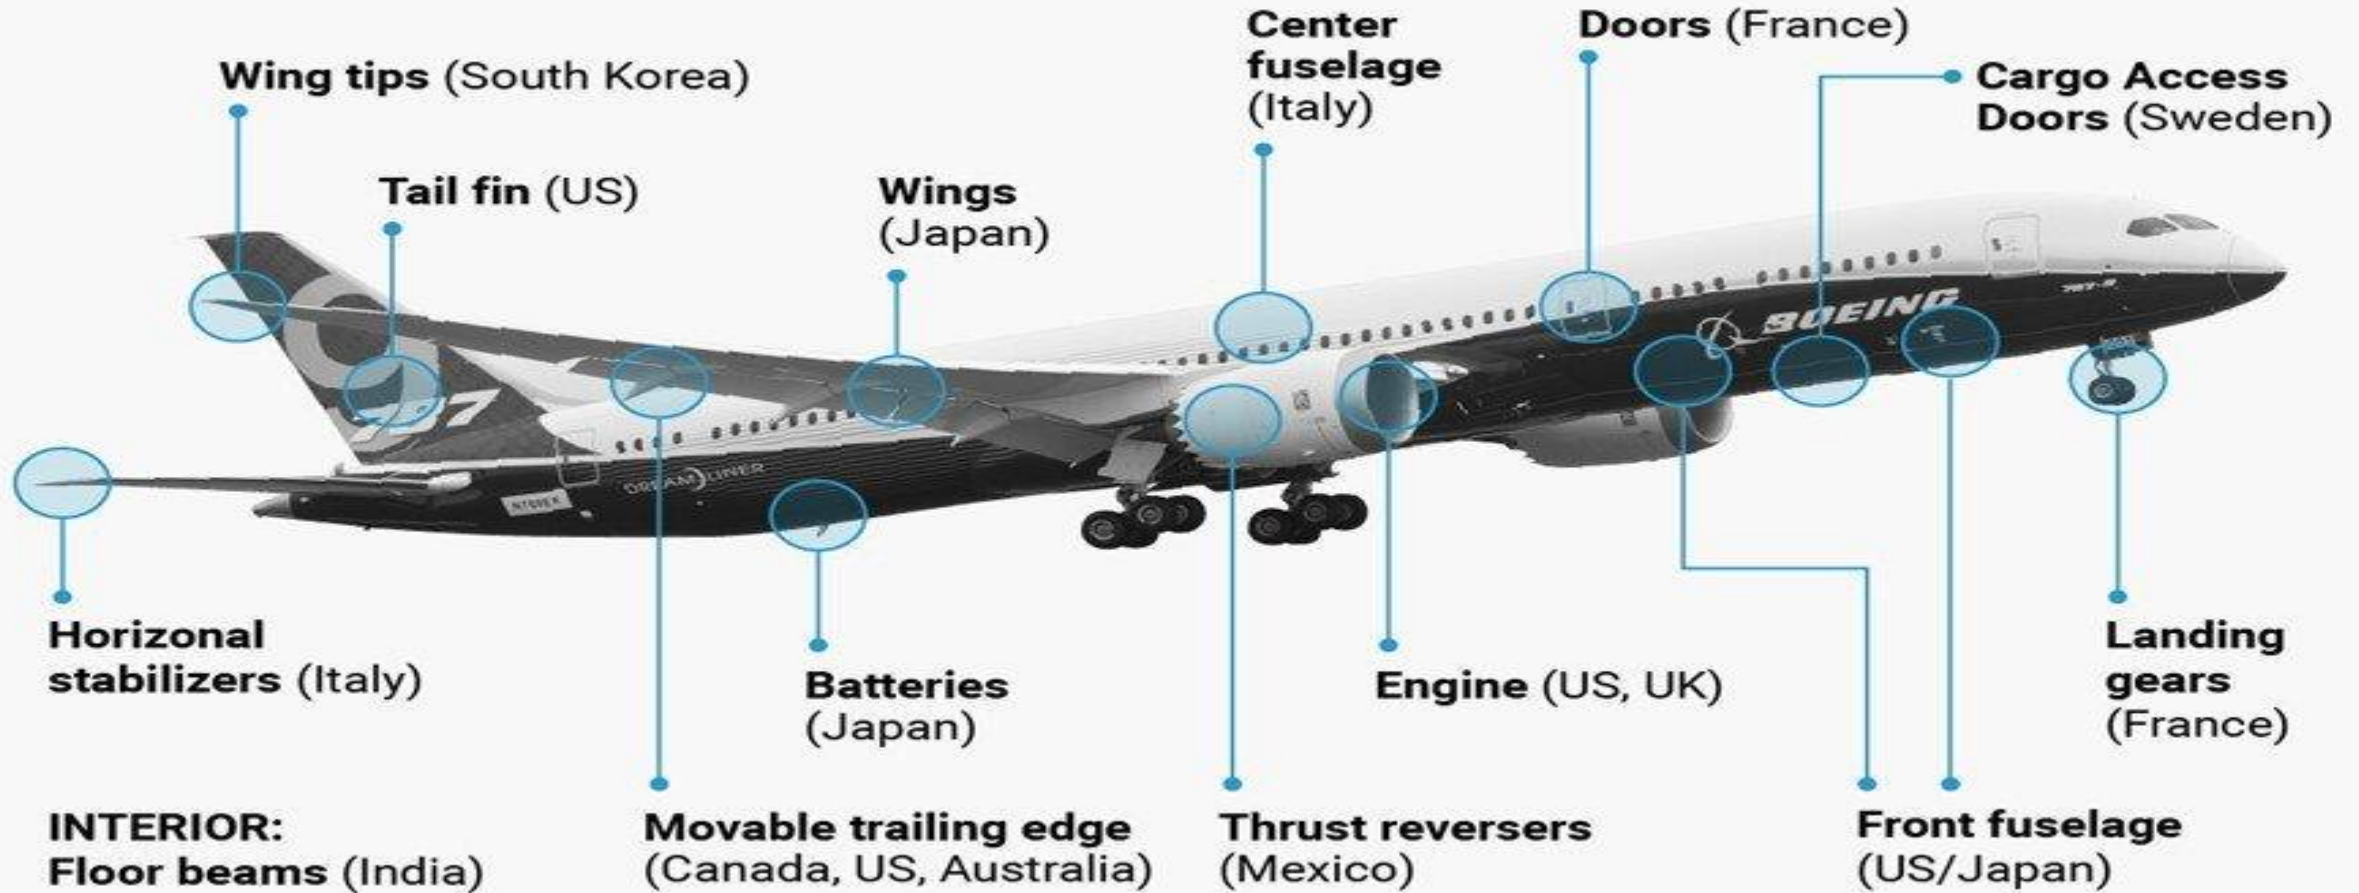 Wing tips (South Korea)
Tail fin (US)
Wings
(Japan)
Center
fuselage
(Italy)
Doors (France)
Cargo Access
Doors (Sweden)
BOEING
787-9
9
787
DREAMLINER
Horizonal
stabilizers (Italy)
Batteries
(Japan)
Engine (US, UK)
Landing
gears
(France)
INTERIOR:
Floor beams (India)
Movable trailing edge
(Canada, US, Australia)
Thrust reversers
(Mexico)
Front fuselage
(US/Japan)